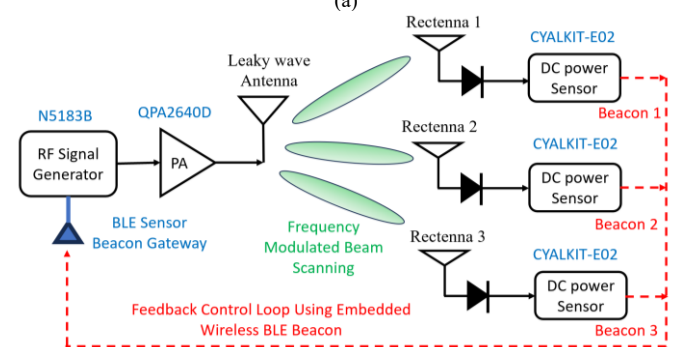 (a)
Rectenna 1
CYALKIT-E02
Leaky wave
Antenna
DC power
Sensor
N5183B
QPA2640D
Beacon 1
Rectenna 2
CYALKIT-E02
RF Signal
Generator
PA
DC power
Sensor
BLE Sensor
Beacon Gateway
Frequency
Modulated Beam
Scanning
Beacon 2
Rectenna 3
CYALKIT-E02
DC power
Sensor
Feedback Control Loop Using Embedded
Wireless BLE Beacon
Beacon 3